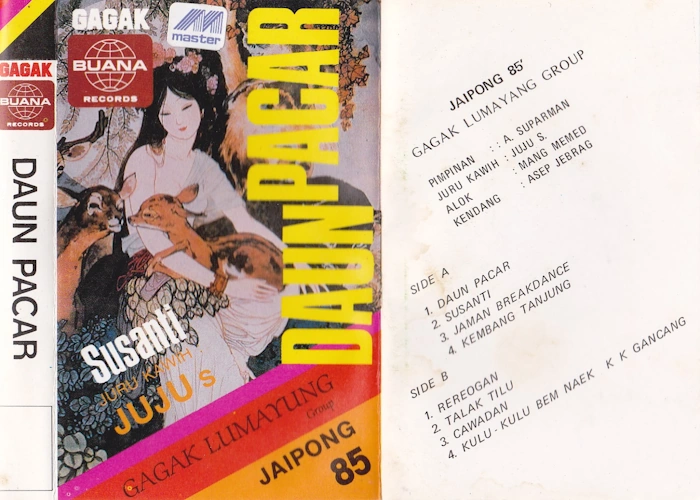 GAGAK
BUANA
RECORDS
DAUN PACAR
GAGAK
master
BUANA
RECORDS
DAUN PACAR
Susanti
JURU KAWIH
JUJU s
GAGAK LUMAYUNG
Group
JAIPONG
85
JAIPONG 85'
GAGAK LUMAYANG GROUP
PIMPINAN : : A. SUPARMAN
JURU KAWIH : JUJU S.
ALOK : MANG MEMED
KENDANG : ASEP JEBRAG
SIDE A
1. DAUN PACAR
2. SUSANTI
3. JAMAN BREAKDANCE
4. KEMBANG TANJUNG
SIDE B
1. REREOGAN
2. TALAK TILU
3. CAWADAN
4. KULU-KULU BEM NAEK K K GANCANG